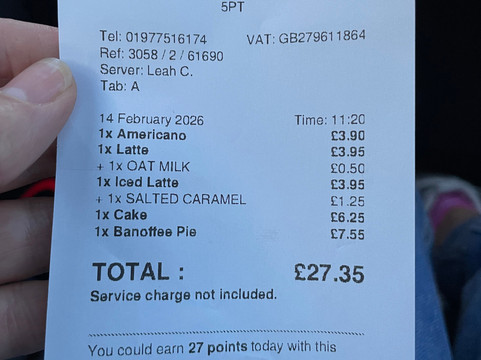 5PT
Tel: 01977516174 VAT: GB279611864
Ref: 3058 / 2 / 61690
Server: Leah C.
Tab: A
14 February 2026 Time: 11:20
1x Americano £3.90
1x Latte £3.95
+ 1x OAT MILK £0.50
1x Iced Latte £3.95
+ 1x SALTED CARAMEL £1.25
1x Cake £6.25
1x Banoffee Pie £7.55
TOTAL : £27.35
Service charge not included.
You could earn 27 points today with this